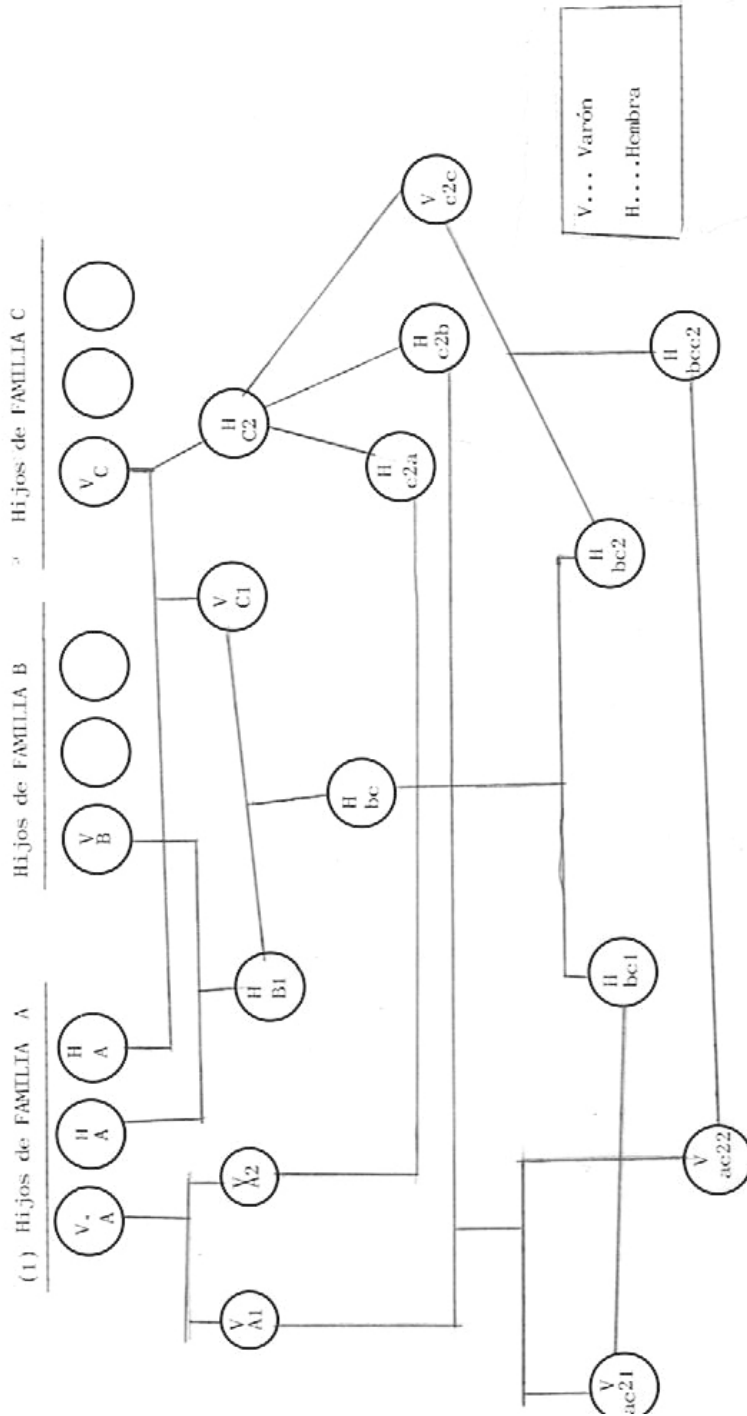 (1) Hijos de FAMILIA A
Hijos de FAMILIA B
Hijos de FAMILIA C
V.
A
H
A
H
A
V
B
V
C
V
A1
V
A2
H
B1
V
C1
H
C2
H
bc
H
c2a
H
c2b
V
c2c
V
ac21
H
bc1
H
bc2
V
ac22
H
bcc2
V... Varón
H....Hembra